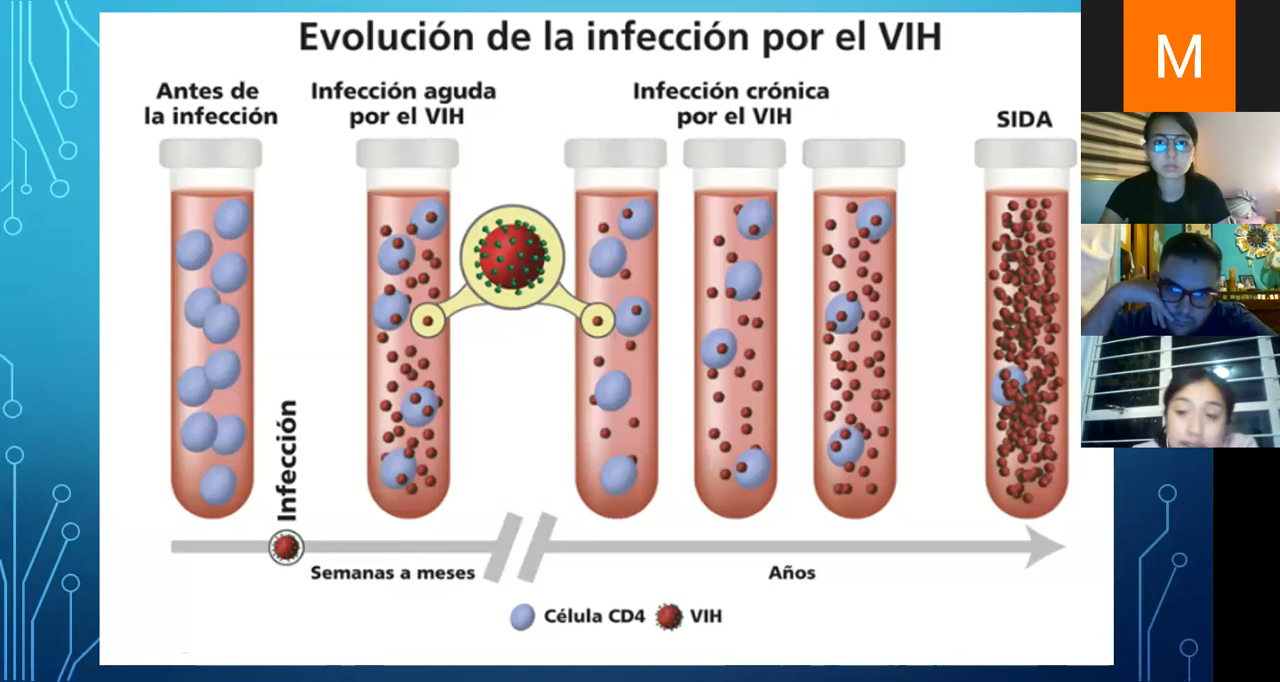 Evolución de la infección por el VIH
M
Antes de
la infección
Infección aguda
por el VIH
Infección crónica
por el VIH
SIDA
Infección
Semanas a meses
Años
Célula CD4
VIH